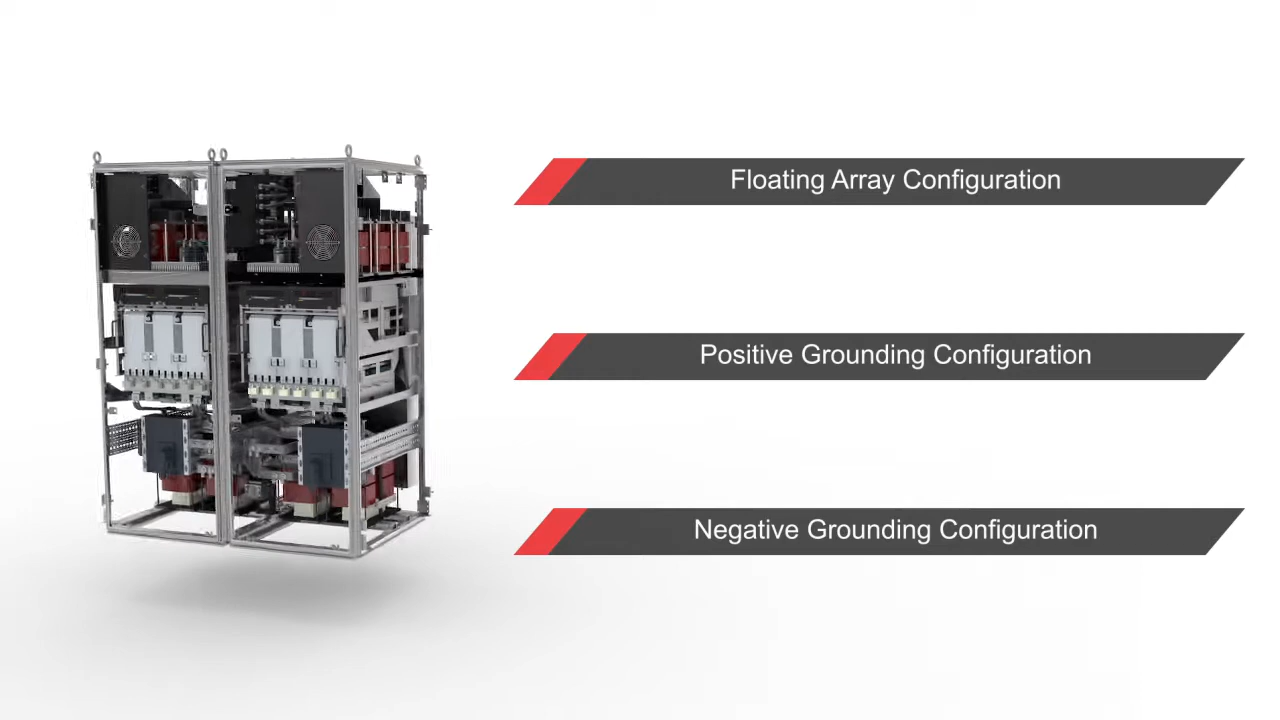 Floating Array Configuration
Positive Grounding Configuration
Negative Grounding Configuration